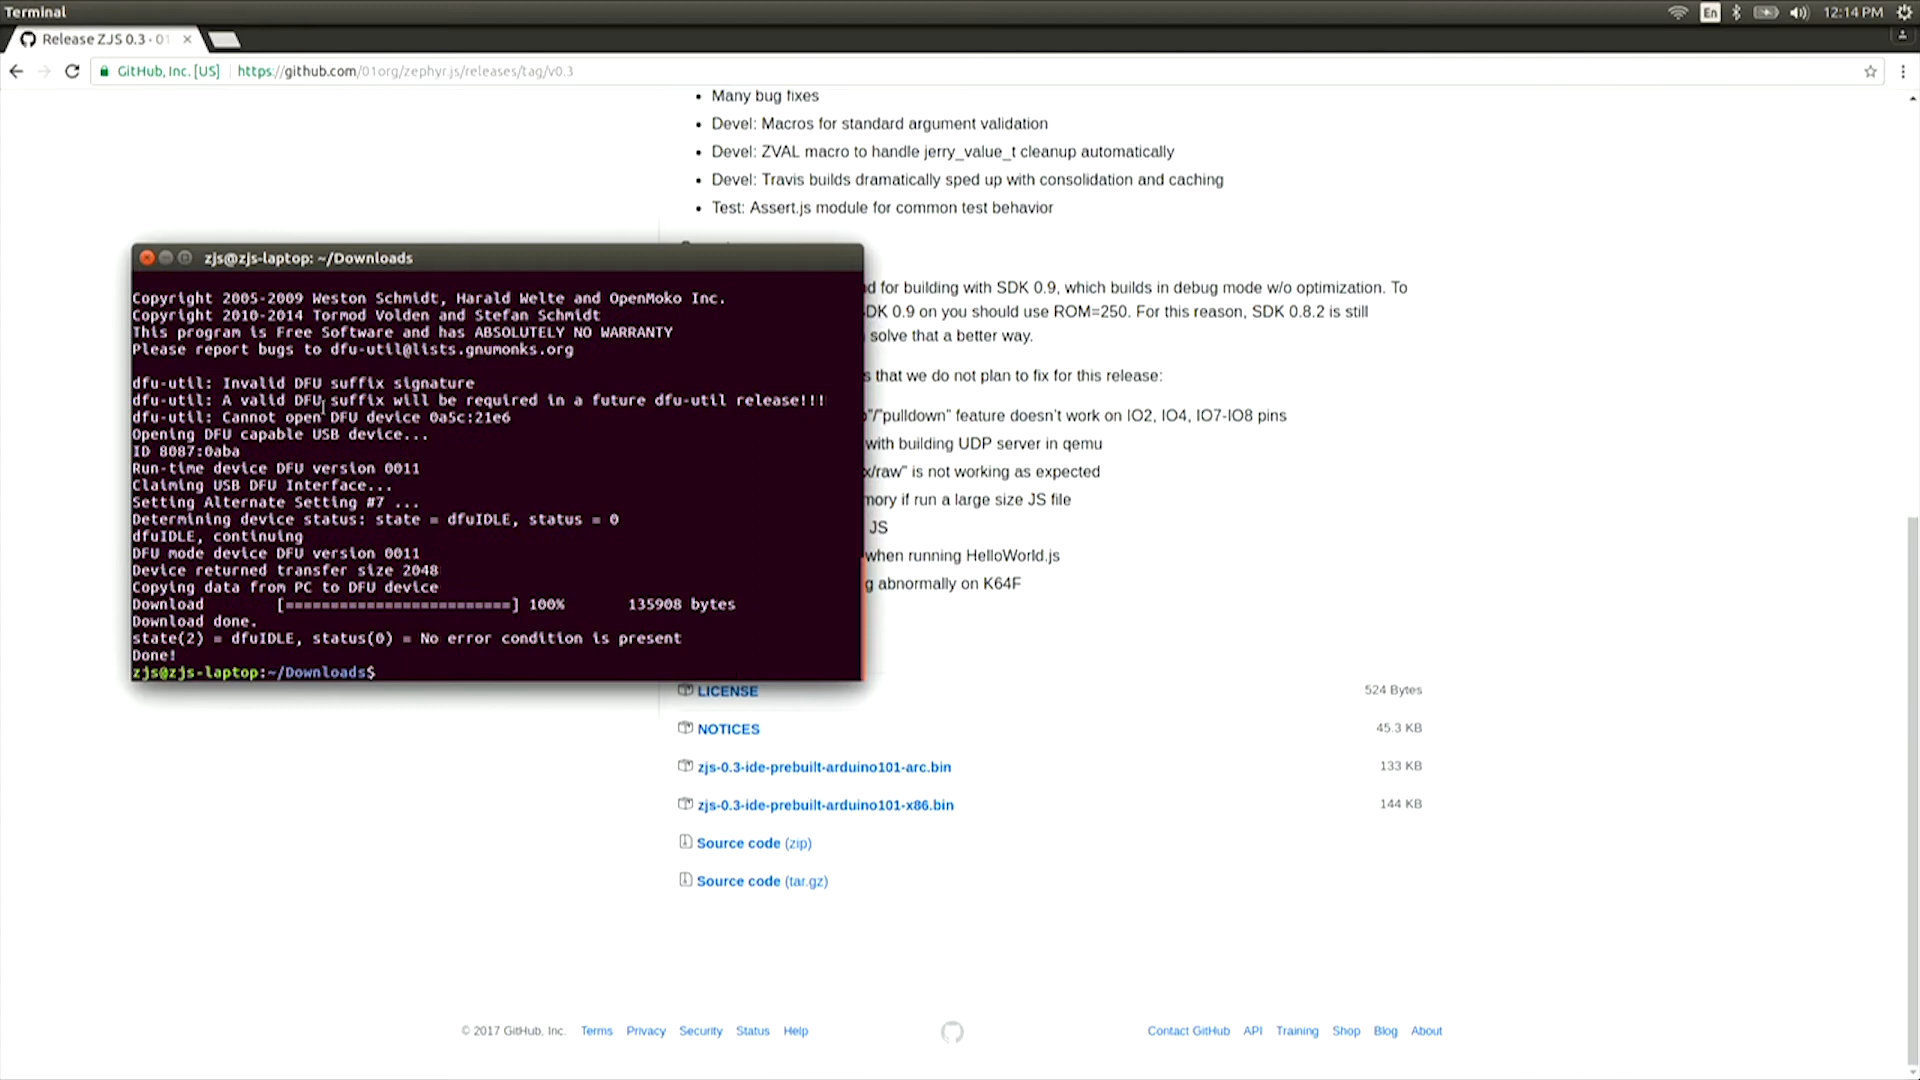 Terminal
En
12:14 PM
Release ZJS 0.3 · 01
GitHub, Inc. [US]
https://github.com/01org/zephyr.js/releases/tag/v0.3
Many bug fixes
Devel: Macros for standard argument validation
Devel: ZVAL macro to handle jerry_value_t cleanup automatically
Devel: Travis builds dramatically sped up with consolidation and caching
Test: Assert.js module for common test behavior
zjs@zjs-laptop: ~/Downloads
Copyright 2005-2009 Weston Schmidt, Harald Welte and OpenMoko Inc.
Copyright 2010-2014 Tormod Volden and Stefan Schmidt
This program is Free Software and has ABSOLUTELY NO WARRANTY
Please report bugs to dfu-util@lists.gnumonks.org
dfu-util: Invalid DFU suffix signature
dfu-util: A valid DFU suffix will be required in a future dfu-util release!!!
dfu-util: Cannot open DFU device 0a5c:21e6
Opening DFU capable USB device...
ID 8087:0aba
Run-time device DFU version 0011
Claiming USB DFU Interface...
Setting Alternate Setting #7 ...
Determining device status: state = dfuIDLE, status = 0
dfuIDLE, continuing
DFU mode device DFU version 0011
Device returned transfer size 2048
Copying data from PC to DFU device
Download [=========================] 100% 135908 bytes
Download done.
state(2) = dfuIDLE, status(0) = No error condition is present
Done!
zjs@zjs-laptop:~/Downloads$
for building with SDK 0.9, which builds in debug mode w/o optimization. To
SDK 0.9 on you should use ROM=250. For this reason, SDK 0.8.2 is still
solve that a better way.
that we do not plan to fix for this release:
"/"pulldown" feature doesn't work on IO2, IO4, IO7-IO8 pins
with building UDP server in qemu
/raw" is not working as expected
if run a large size JS file
JS
when running HelloWorld.js
abnormally on K64F
LICENSE 524 Bytes
NOTICES 45.3 KB
zjs-0.3-ide-prebuilt-arduino101-arc.bin 133 KB
zjs-0.3-ide-prebuilt-arduino101-x86.bin 144 KB
Source code (zip)
Source code (tar.gz)
© 2017 GitHub, Inc. Terms Privacy Security Status Help
Contact GitHub API Training Shop Blog About